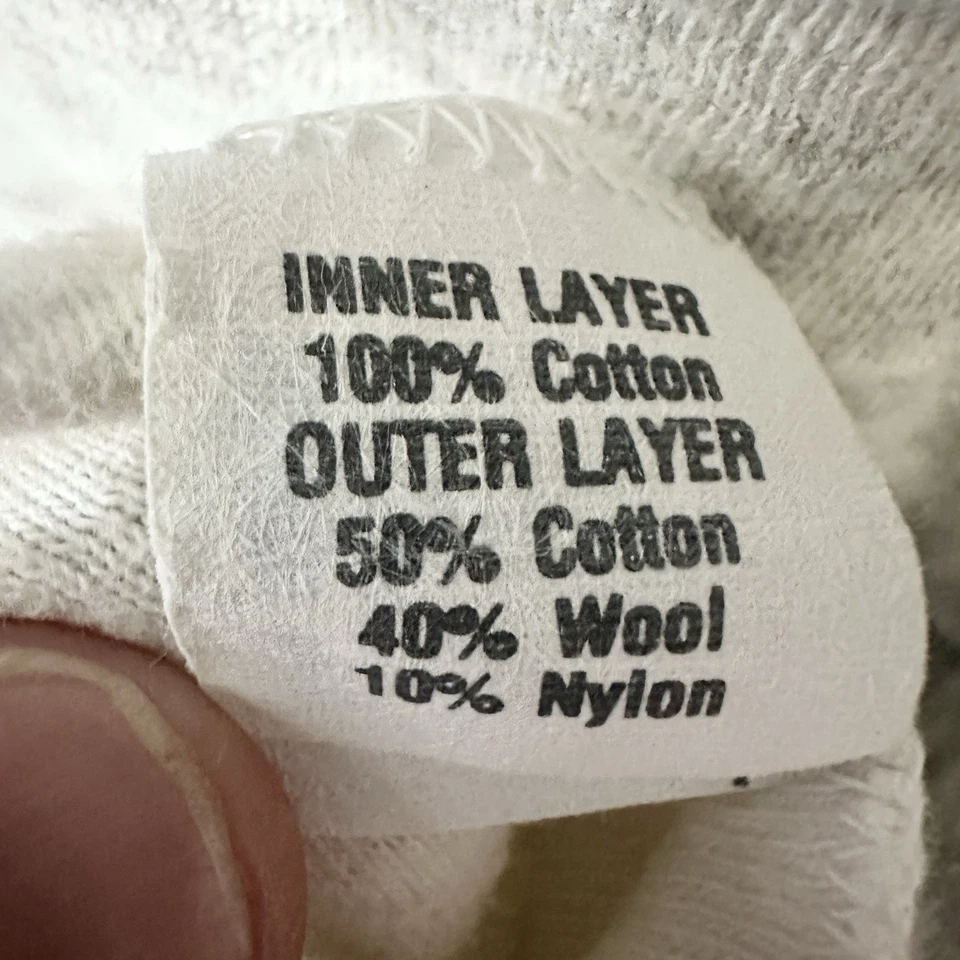 INNER LAYER
100% Cotton
OUTER LAYER
50% Cotton
40% Wool
10% Nylon